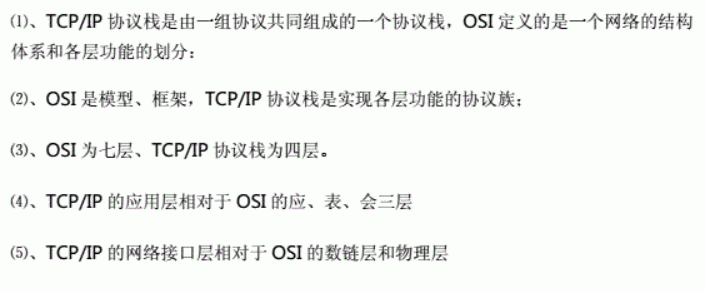 ⑴、TCP/IP 协议栈是由一组协议共同组成的一个协议栈，OSI 定义的是一个网络的结构
体系和各层功能的划分：
⑵、OSI 是模型、框架，TCP/IP 协议栈是实现各层功能的协议族；
⑶、OSI 为七层、TCP/IP 协议栈为四层。
⑷、TCP/IP 的应用层相对于 OSI 的应、表、会三层
⑸、TCP/IP 的网络接口层相对于 OSI 的数链层和物理层